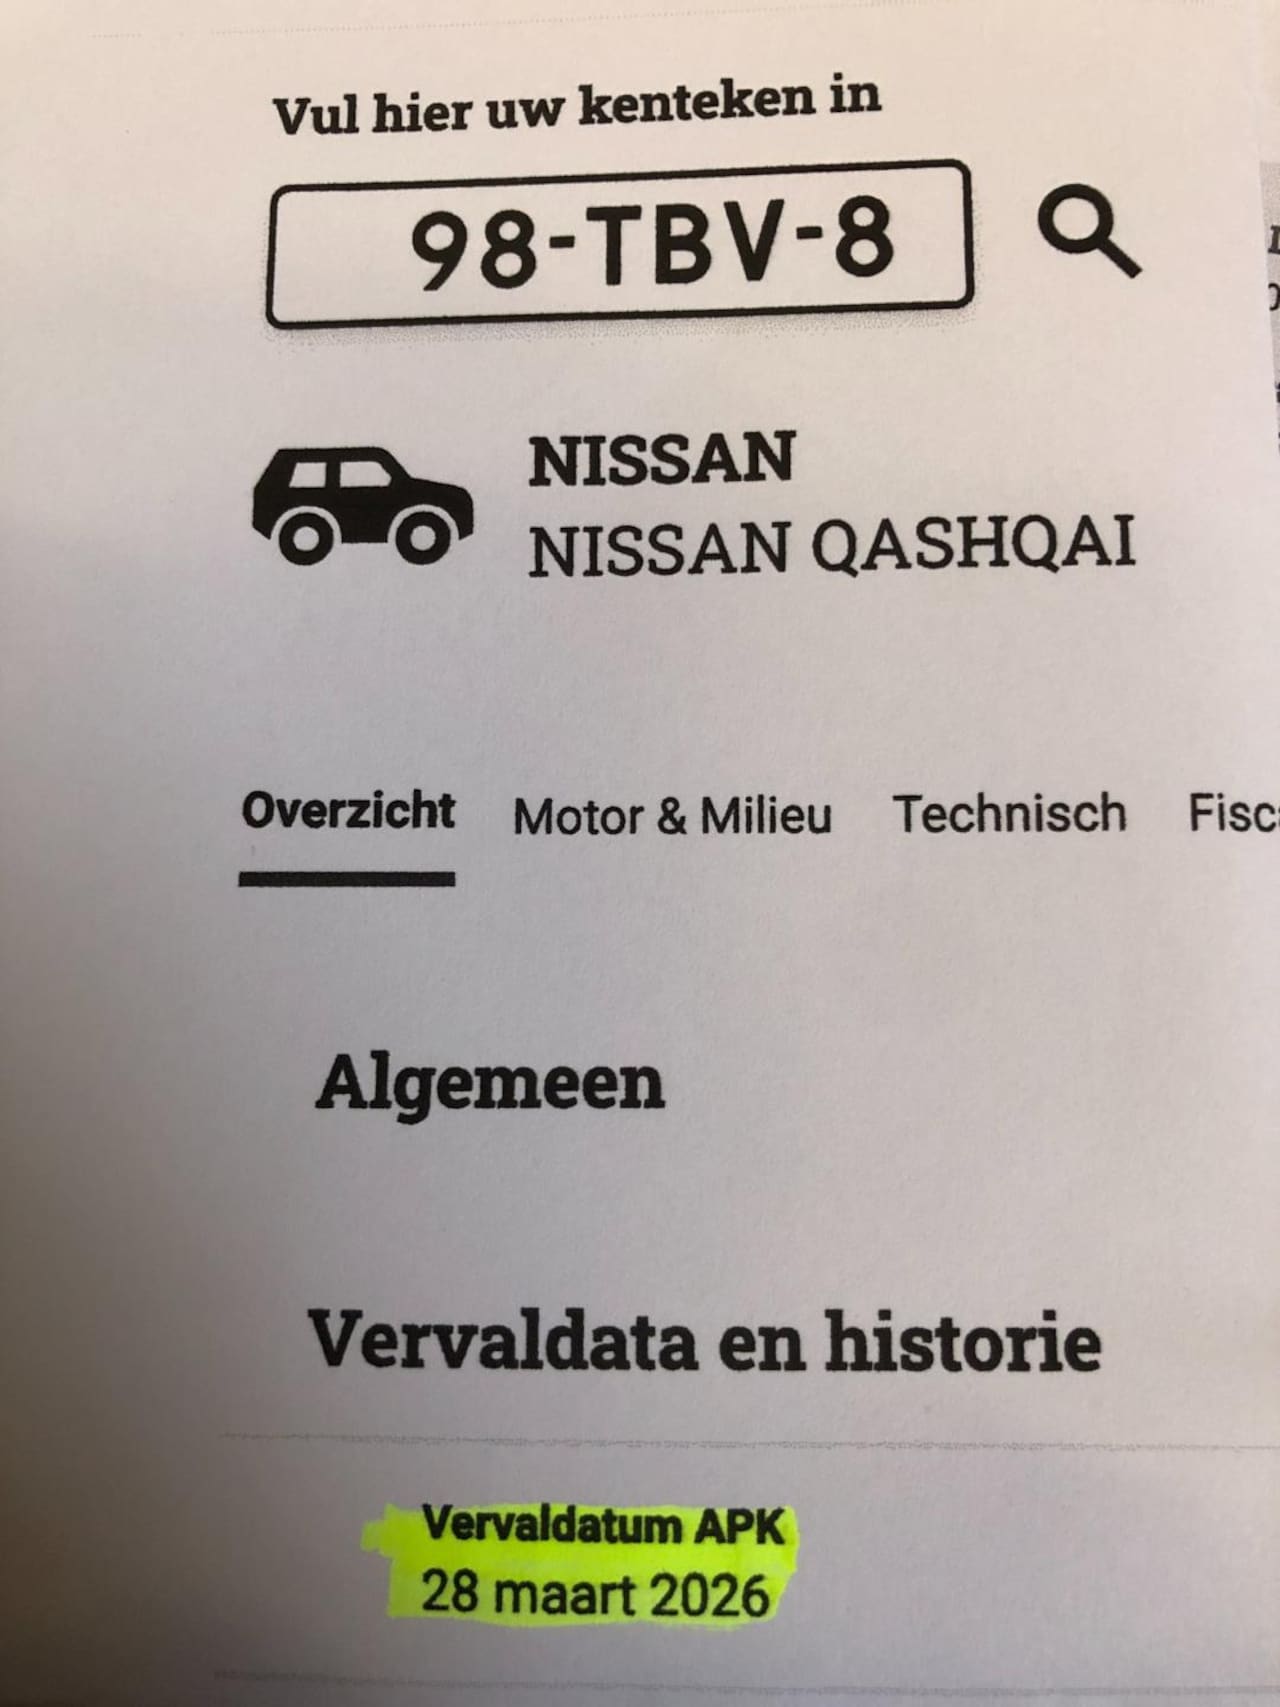 Vul hier uw kenteken in
98-TBV-8
NISSAN
NISSAN QASHQAI
Overzicht Motor & Milieu Technisch
Algemeen
Vervaldata en historie
Vervaldatum APK
28 maart 2026